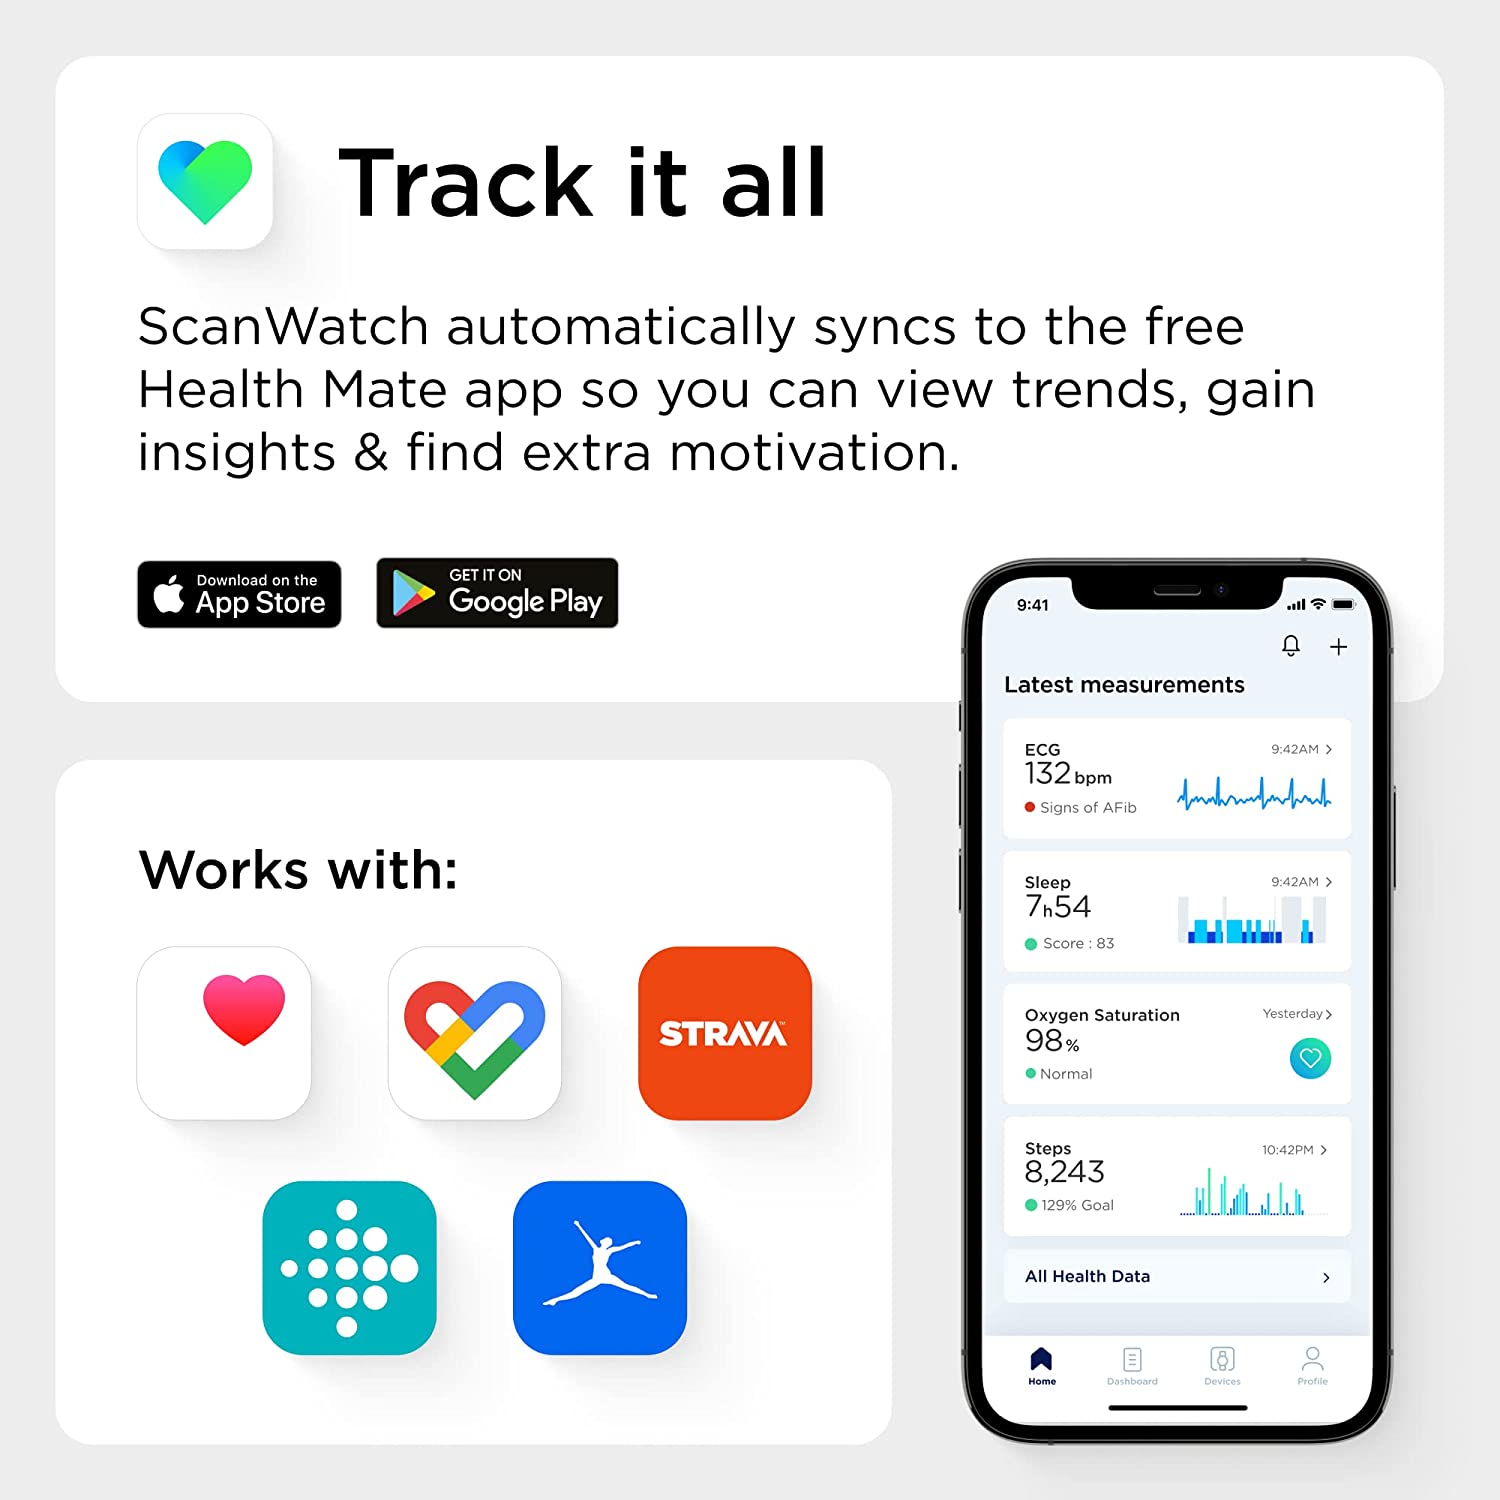 Track it all
ScanWatch automatically syncs to the free
Health Mate app so you can view trends, gain
insights & find extra motivation.
Download on the
App Store
GET IT ON
Google Play
Works with:
STRAVA™
9:41
Latest measurements
ECG
9:42AM
132 bpm
Signs of AFib
Sleep
9:42AM
7h54
Score : 83
Oxygen Saturation
Yesterday
98%
Normal
Steps
10:42PM
8,243
129% Goal
All Health Data
Home
Dashboard
Devices
Profile